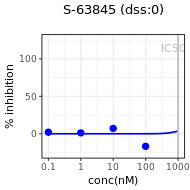 S-63845 (dss:0)
IC50
% inhibition
100
50
0
0.1 1 10 100 1000
conc(nM)